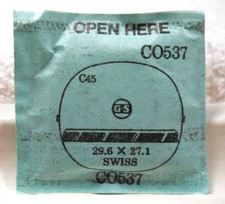 OPEN HERE
CO537
C45
GS
29.6 X 27.1
SWISS
CO537